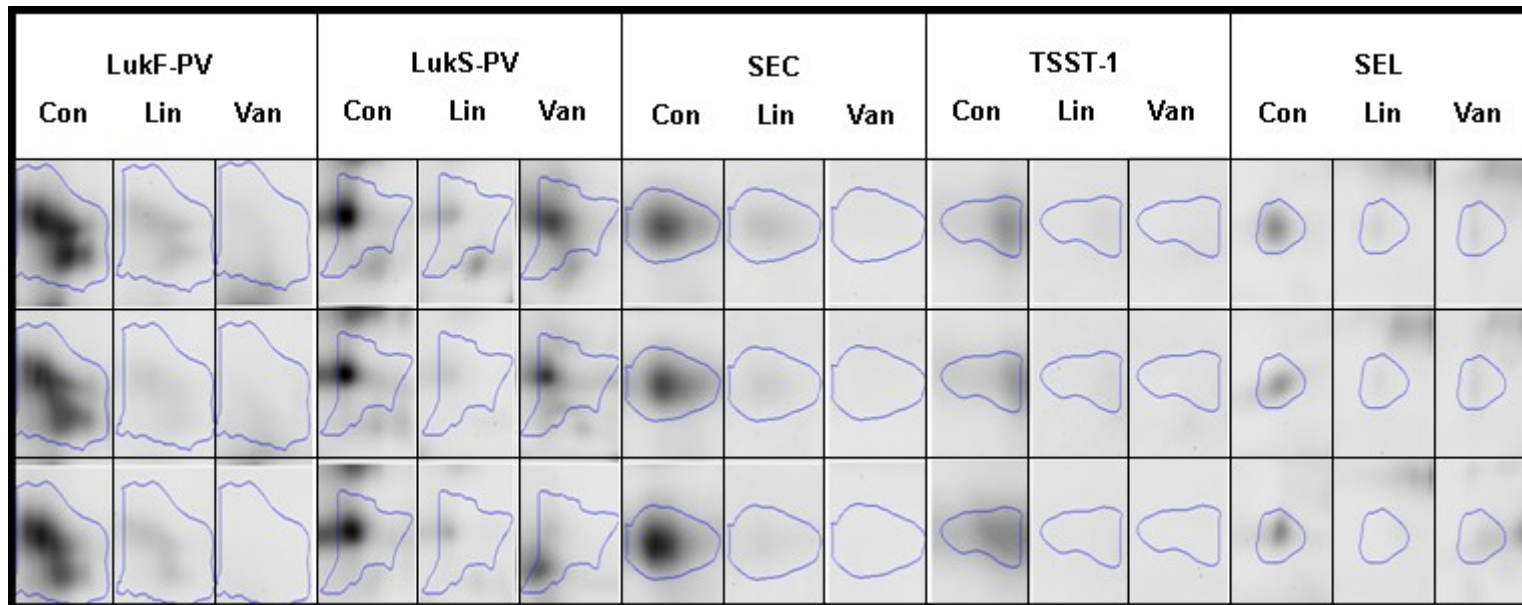 LukF-PV LukS-PV SEC TSST-1 SEL
Con Lin Van Con Lin Van Con Lin Van Con Lin Van Con Lin Van